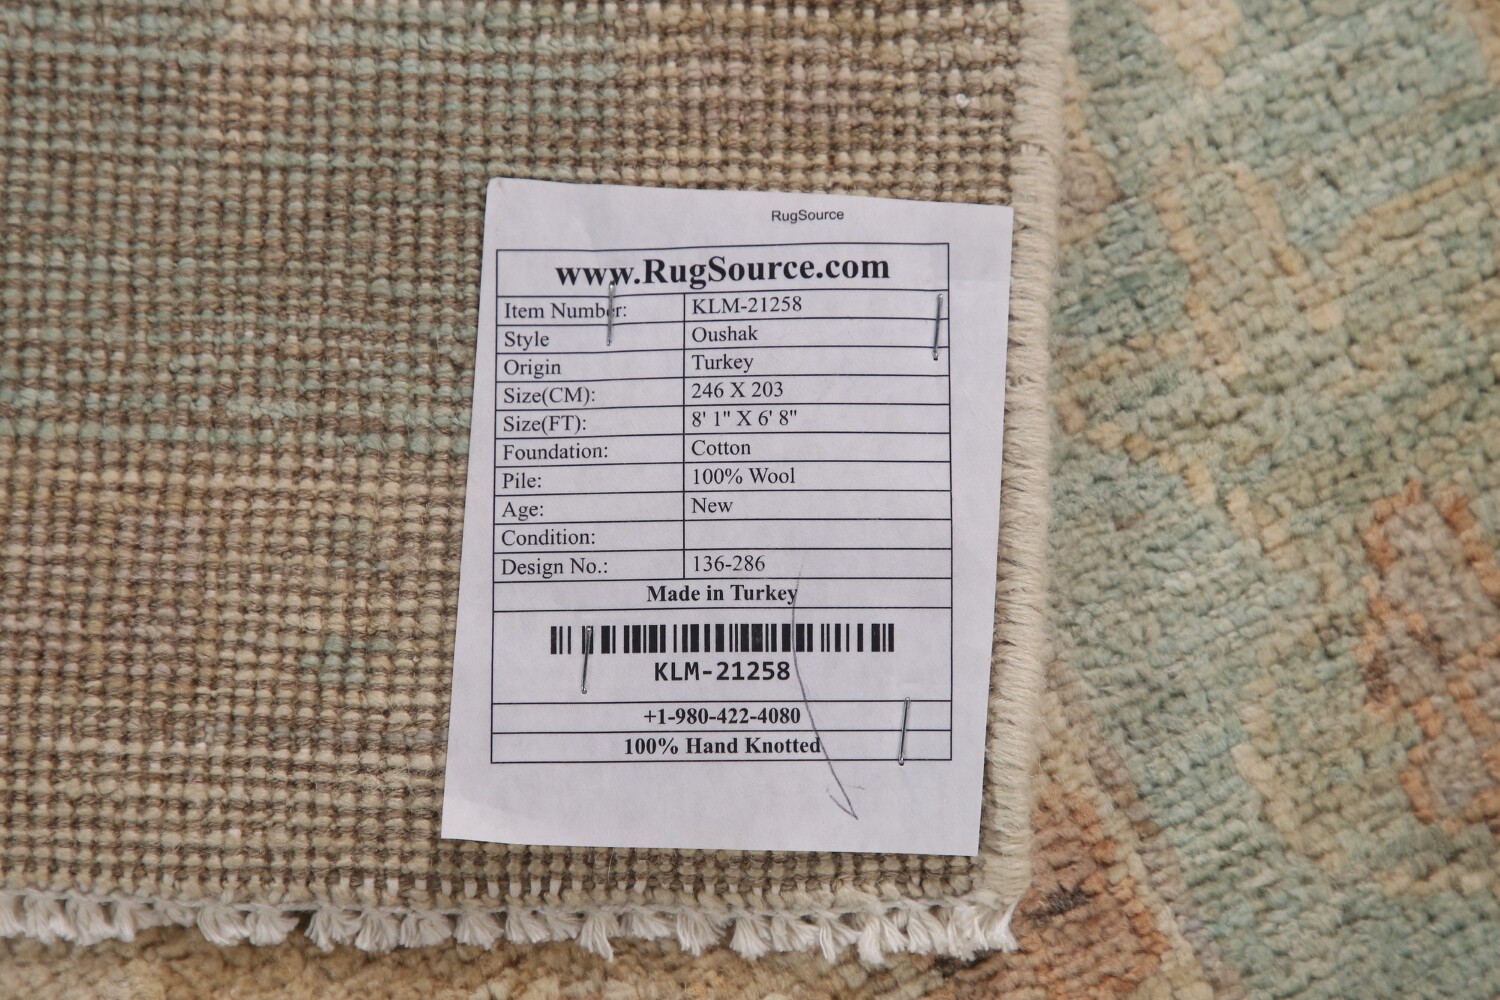 RugSource
www.RugSource.com
Item Number: KLM-21258
Style Oushak
Origin Turkey
Size(CM): 246 X 203
Size(FT): 8' 1" X 6' 8"
Foundation: Cotton
Pile: 100% Wool
Age: New
Condition:
Design No.: 136-286
Made in Turkey
KLM-21258
+1-980-422-4080
100% Hand Knotted